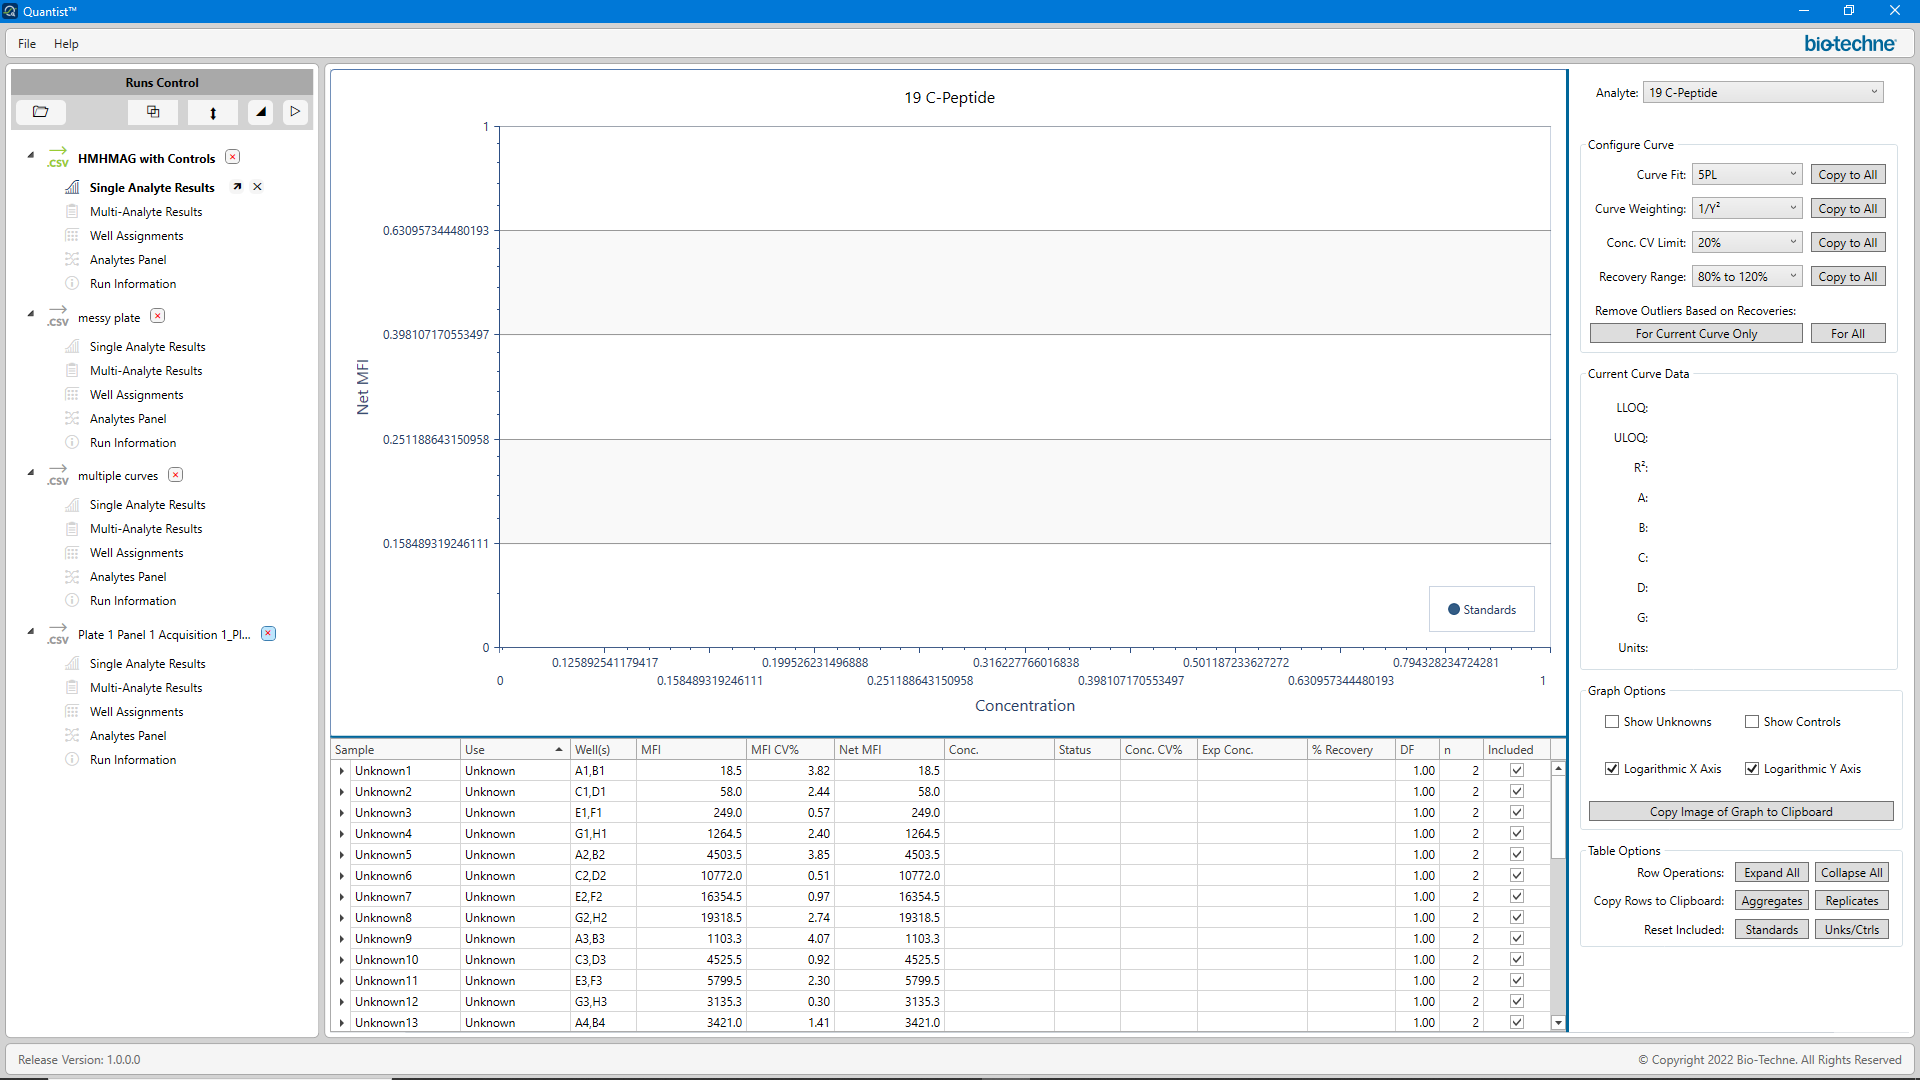 Quantist™
File Help
bio-techne
Runs Control
.CSV HMHMAG with Controls
Single Analyte Results
Multi-Analyte Results
Well Assignments
Analytes Panel
Run Information
.CSV messy plate
Single Analyte Results
Multi-Analyte Results
Well Assignments
Analytes Panel
Run Information
.CSV multiple curves
Single Analyte Results
Multi-Analyte Results
Well Assignments
Analytes Panel
Run Information
.CSV Plate 1 Panel 1 Acquisition 1_Pl...
Single Analyte Results
Multi-Analyte Results
Well Assignments
Analytes Panel
Run Information
19 C-Peptide
Net MFI
1
0.630957344480193
0.398107170553497
0.251188643150958
0.158489319246111
0
Standards
0.125892541179417 0.199526231496888 0.316227766016838 0.501187233627272 0.794328234724281
0 0.158489319246111 0.251188643150958 0.398107170553497 0.630957344480193 1
Concentration
Sample Use Well(s) MFI MFI CV% Net MFI Conc. Status Conc. CV% Exp Conc. % Recovery DF n Included
Unknown1 Unknown A1,B1 18.5 3.82 18.5 1.00 2
Unknown2 Unknown C1,D1 58.0 2.44 58.0 1.00 2
Unknown3 Unknown E1,F1 249.0 0.57 249.0 1.00 2
Unknown4 Unknown G1,H1 1264.5 2.40 1264.5 1.00 2
Unknown5 Unknown A2,B2 4503.5 3.85 4503.5 1.00 2
Unknown6 Unknown C2,D2 10772.0 0.51 10772.0 1.00 2
Unknown7 Unknown E2,F2 16354.5 0.97 16354.5 1.00 2
Unknown8 Unknown G2,H2 19318.5 2.74 19318.5 1.00 2
Unknown9 Unknown A3,B3 1103.3 4.07 1103.3 1.00 2
Unknown10 Unknown C3,D3 4525.5 0.92 4525.5 1.00 2
Unknown11 Unknown E3,F3 5799.5 2.30 5799.5 1.00 2
Unknown12 Unknown G3,H3 3135.3 0.30 3135.3 1.00 2
Unknown13 Unknown A4,B4 3421.0 1.41 3421.0 1.00 2
Analyte: 19 C-Peptide
Configure Curve
Curve Fit: 5PL Copy to All
Curve Weighting: 1/Y² Copy to All
Conc. CV Limit: 20% Copy to All
Recovery Range: 80% to 120% Copy to All
Remove Outliers Based on Recoveries:
For Current Curve Only For All
Current Curve Data
LLOQ:
ULOQ:
R²:
A:
B:
C:
D:
G:
Units:
Graph Options
Show Unknowns Show Controls
Logarithmic X Axis Logarithmic Y Axis
Copy Image of Graph to Clipboard
Table Options
Row Operations: Expand All Collapse All
Copy Rows to Clipboard: Aggregates Replicates
Reset Included: Standards Unks/Ctrls
Release Version: 1.0.0.0
© Copyright 2022 Bio-Techne. All Rights Reserved